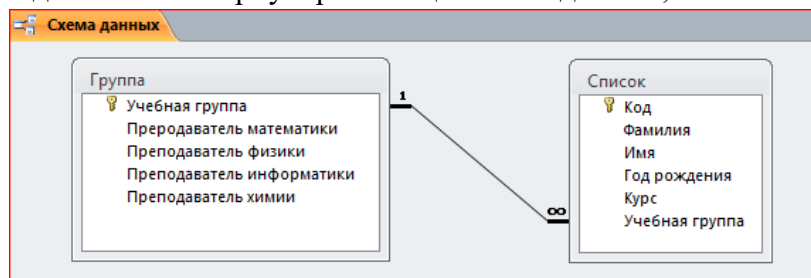 Схема данных
Группа
Учебная группа
Преродаватель математики
Преподаватель физики
Преподаватель информатики
Преподаватель химии
1
∞
Список
Код
Фамилия
Имя
Год рождения
Курс
Учебная группа